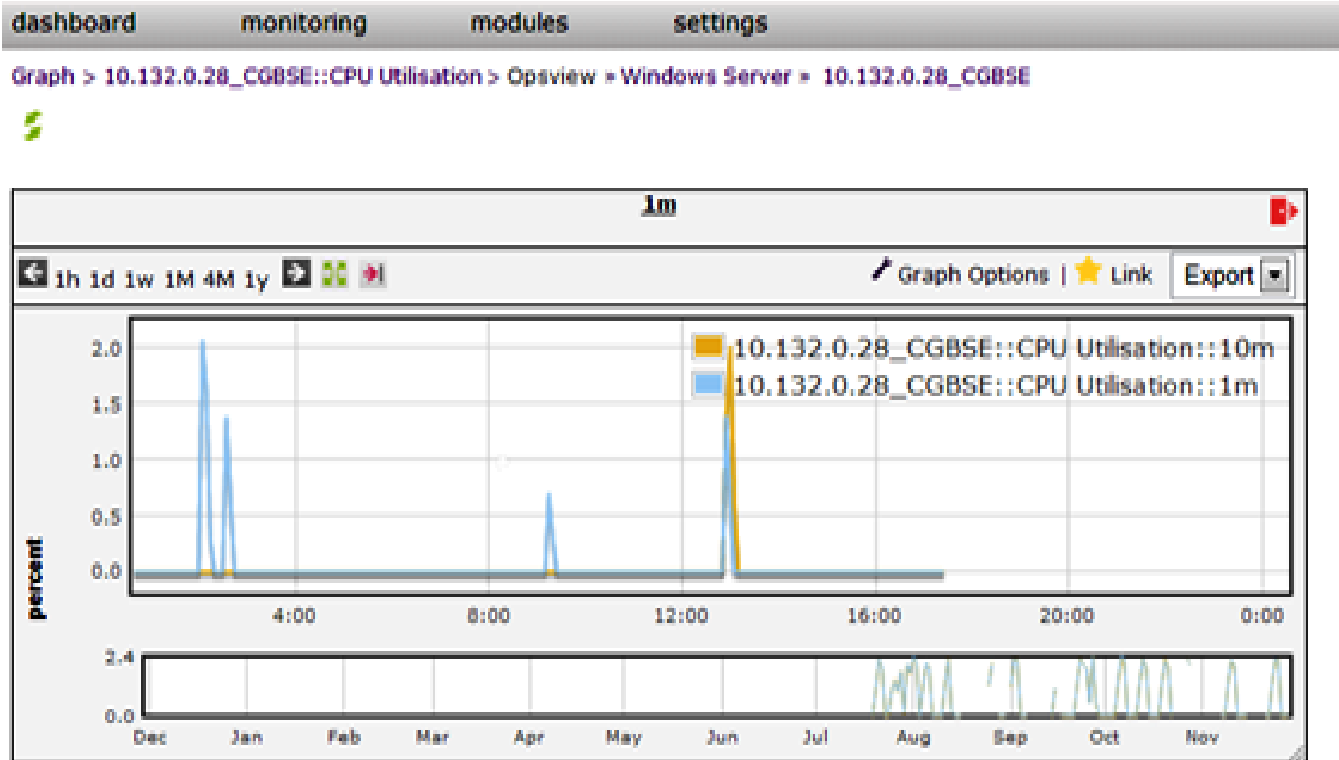 dashboard monitoring modules settings
Graph > 10.132.0.28_CGBSE::CPU Utilisation > Opsview » Windows Server » 10.132.0.28_CGBSE
1m
1h 1d 1w 1M 4M 1y Graph Options | Link Export
10.132.0.28_CGBSE::CPU Utilisation::10m
10.132.0.28_CGBSE::CPU Utilisation::1m
percent
2.0
1.5
1.0
0.5
0.0
4:00 8:00 12:00 16:00 20:00 0:00
2.4
0.0
Dec Jan Feb Mar Apr May Jun Jul Aug Sep Oct Nov